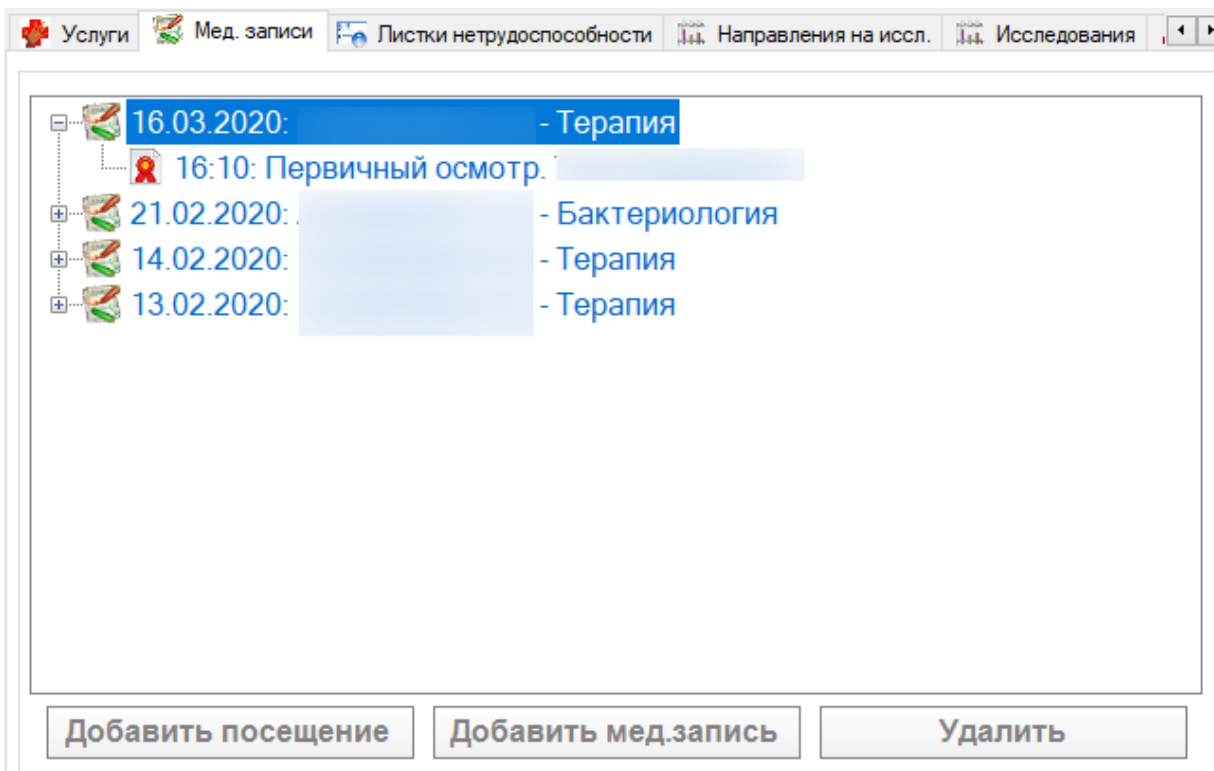 Услуги Мед. записи Листки нетрудоспособности Направления на иссл. Исследования
16.03.2020: - Терапия
16:10: Первичный осмотр.
21.02.2020: - Бактериология
14.02.2020: - Терапия
13.02.2020: - Терапия
Добавить посещение Добавить мед.запись Удалить